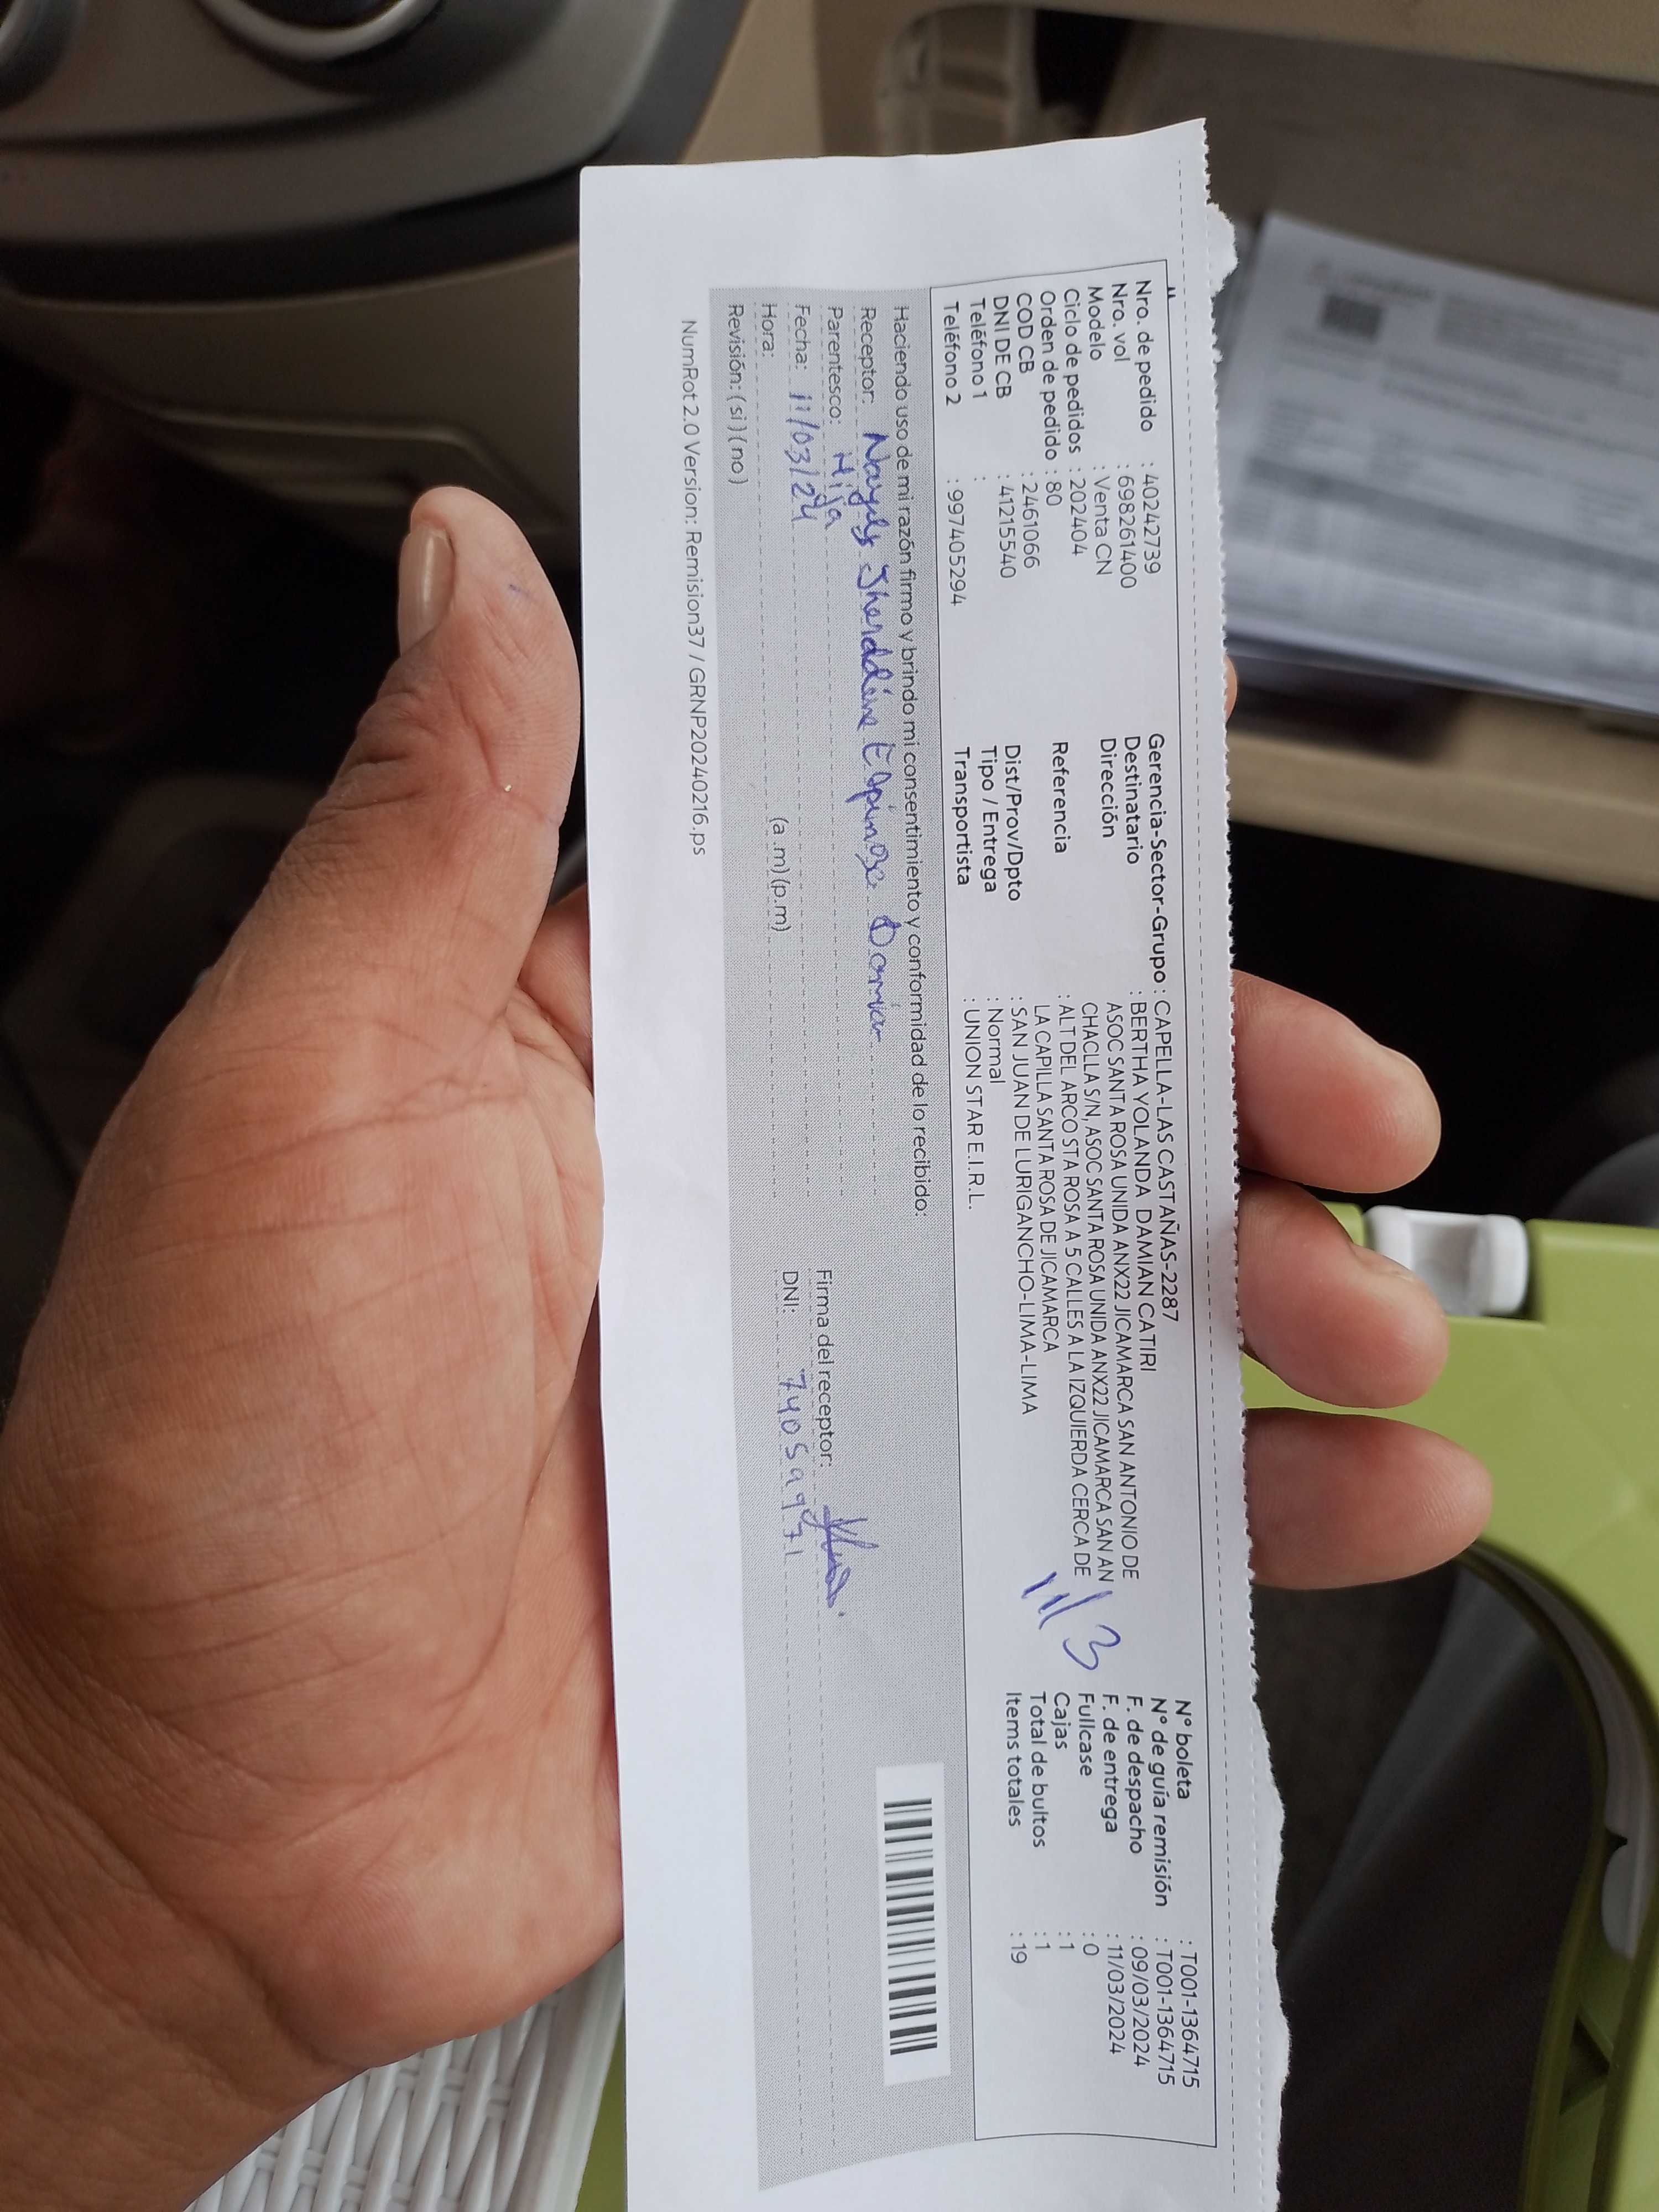 Nro. de pedido : 40242739
Nro. vol : 698261400
Modelo : Venta CN
Ciclo de pedidos : 202404
Orden de pedido : 80
COD CB : 2461066
DNI DE CB : 41215540
Teléfono 1 :
Teléfono 2 : 997405294
Gerencia-Sector-Grupo : CAPELLA-LAS CASTAÑAS-2287
Destinatario : BERTHA YOLANDA DAMIAN CATIRI
Dirección ASOC SANTA ROSA UNIDA ANX22 JICAMARCA SAN ANTONIO DE
CHACLLA S/N, ASOC SANTA ROSA UNIDA ANX22 JICAMARCA SAN AN
Referencia : ALT DEL ARCO STA ROSA A 5 CALLES A LA IZQUIERDA CERCA DE
LA CAPILLA SANTA ROSA DE JICAMARCA
Dist/Prov/Dpto : SAN JUAN DE LURIGANCHO-LIMA-LIMA
Tipo / Entrega : Normal
Transportista : UNION STAR E.I.R.L.
11/3
N° boleta : T001-1364715
N° de guía remisión : T001-1364715
F. de despacho : 09/03/2024
F. de entrega : 11/03/2024
Fullcase : 0
Cajas : 1
Total de bultos : 1
Items totales : 19
Haciendo uso de mi razón firmo y brindo mi consentimiento y conformidad de lo recibido:
Receptor: Espinoza Damian
Parentesco: Hija
Fecha: 11/03/24
Hora: (a.m)(p.m)
Revisión: (si)(no)
Firma del receptor:
DNI:
NumRot 2.0 Version: Remision37 / GRNP20240216.ps